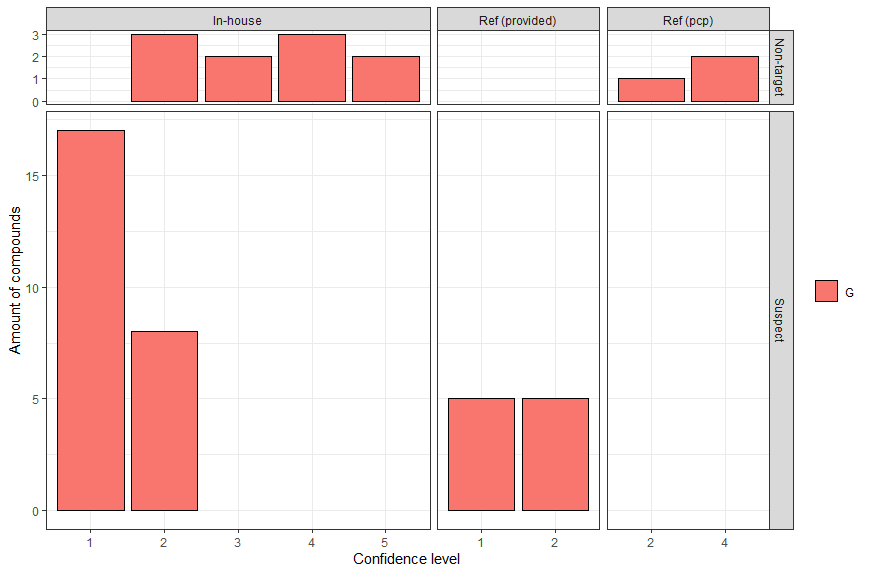 In-house Ref (provided) Ref (pcp)
3
2
1
0
Non-target
15
10
5
0
Suspect
Amount of compounds
G
1 2 3 4 5 1 2 2 4
Confidence level